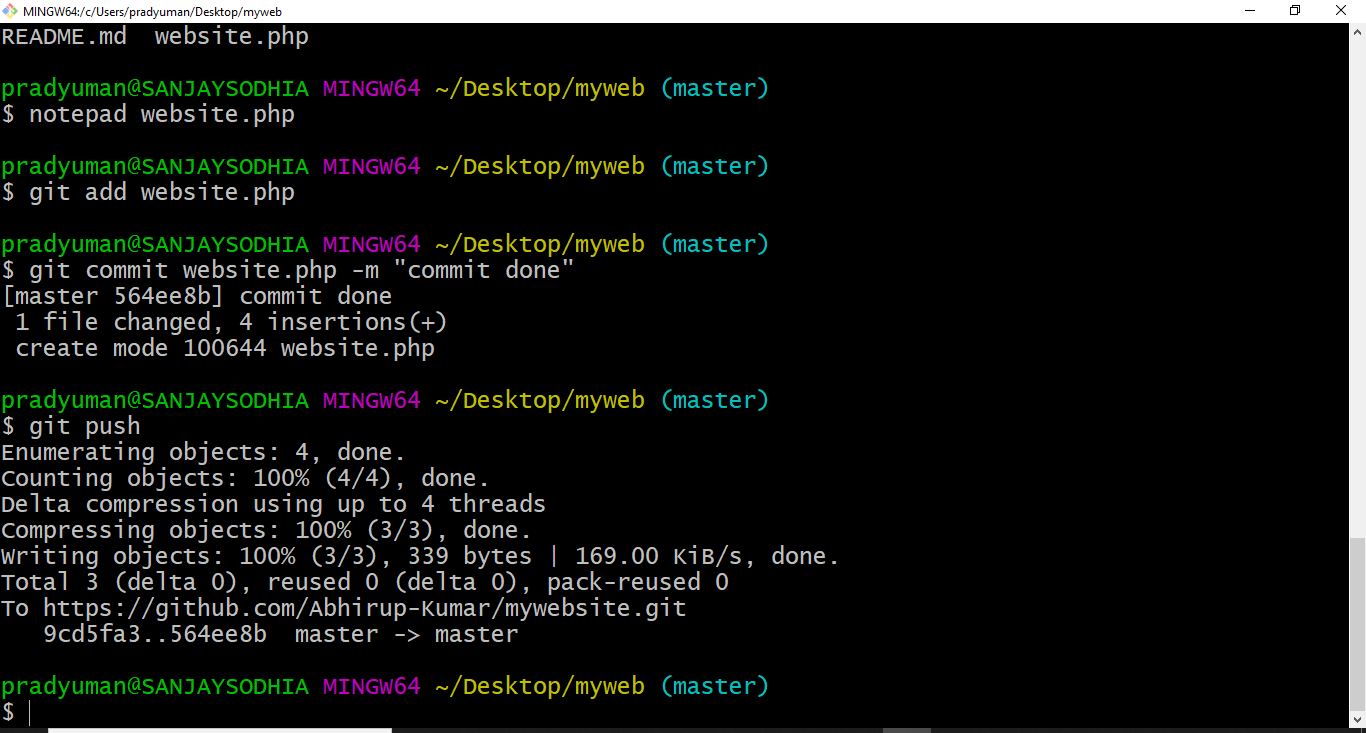 MINGW64:/c/Users/pradyuman/Desktop/myweb
README.md  website.php
pradyuman@SANJAYSODHIA MINGW64 ~/Desktop/myweb (master)
$ notepad website.php
pradyuman@SANJAYSODHIA MINGW64 ~/Desktop/myweb (master)
$ git add website.php
pradyuman@SANJAYSODHIA MINGW64 ~/Desktop/myweb (master)
$ git commit website.php -m "commit done"
[master 564ee8b] commit done
 1 file changed, 4 insertions(+)
 create mode 100644 website.php
pradyuman@SANJAYSODHIA MINGW64 ~/Desktop/myweb (master)
$ git push
Enumerating objects: 4, done.
Counting objects: 100% (4/4), done.
Delta compression using up to 4 threads
Compressing objects: 100% (3/3), done.
Writing objects: 100% (3/3), 339 bytes | 169.00 KiB/s, done.
Total 3 (delta 0), reused 0 (delta 0), pack-reused 0
To https://github.com/Abhirup-Kumar/mywebsite.git
   9cd5fa3..564ee8b  master -> master
pradyuman@SANJAYSODHIA MINGW64 ~/Desktop/myweb (master)
$